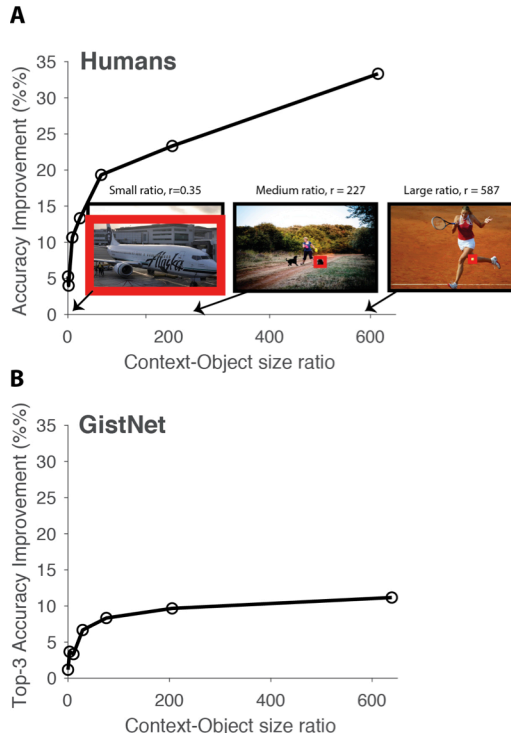 A
Humans
Accuracy Improvement (%%)
35
30
25
20
15
10
5
0
Small ratio, r=0.35
Medium ratio, r = 227
Large ratio, r = 587
Alaska
0
200
400
600
Context-Object size ratio
B
GistNet
Top-3 Accuracy Improvement (%%)
35
30
25
20
15
10
5
0
0
200
400
600
Context-Object size ratio